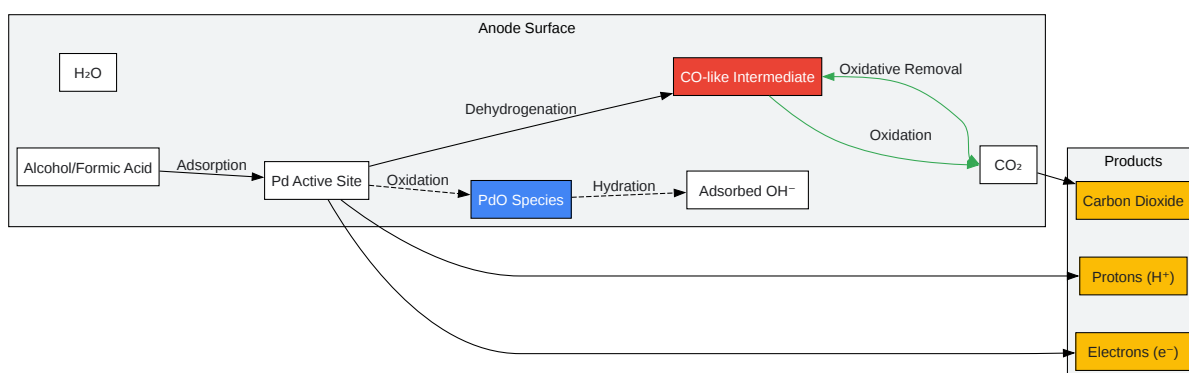 Anode Surface
H₂O
CO-like Intermediate
Oxidative Removal
Dehydrogenation
Oxidation
Alcohol/Formic Acid
Adsorption
Pd Active Site
Oxidation
PdO Species
Hydration
Adsorbed OH⁻
CO₂
Products
Carbon Dioxide
Protons (H⁺)
Electrons (e⁻)